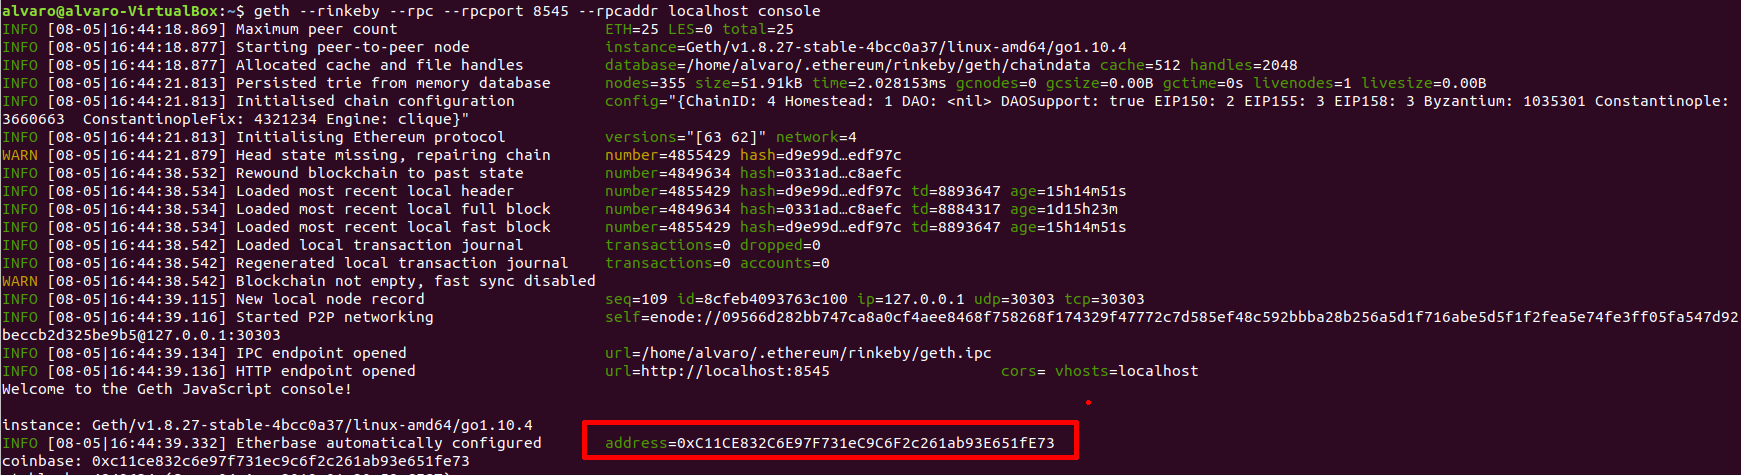 alvaro@alvaro-VirtualBox:~$ geth --rinkeby --rpc --rpcport 8545 --rpcaddr localhost console
INFO [08-05|16:44:18.869] Maximum peer count ETH=25 LES=0 total=25
INFO [08-05|16:44:18.877] Starting peer-to-peer node instance=Geth/v1.8.27-stable-4bcc0a37/linux-amd64/go1.10.4
INFO [08-05|16:44:18.877] Allocated cache and file handles database=/home/alvaro/.ethereum/rinkeby/geth/chaindata cache=512 handles=2048
INFO [08-05|16:44:21.813] Persisted trie from memory database nodes=355 size=51.91kB time=2.028153ms gcnodes=0 gcsize=0.00B gctime=0s livenodes=1 livesize=0.00B
INFO [08-05|16:44:21.813] Initialised chain configuration config="{ChainID: 4 Homestead: 1 DAO: <nil> DAOSupport: true EIP150: 2 EIP155: 3 EIP158: 3 Byzantium: 1035301 Constantinople:
3660663  ConstantinopleFix: 4321234 Engine: clique}"
INFO [08-05|16:44:21.813] Initialising Ethereum protocol versions="[63 62]" network=4
WARN [08-05|16:44:21.879] Head state missing, repairing chain number=4855429 hash=d9e99d…edf97c
INFO [08-05|16:44:38.532] Rewound blockchain to past state number=4849634 hash=0331ad…c8aefc
INFO [08-05|16:44:38.534] Loaded most recent local header number=4855429 hash=d9e99d…edf97c td=8893647 age=15h14m51s
INFO [08-05|16:44:38.534] Loaded most recent local full block number=4849634 hash=0331ad…c8aefc td=8884317 age=1d15h23m
INFO [08-05|16:44:38.534] Loaded most recent local fast block number=4855429 hash=d9e99d…edf97c td=8893647 age=15h14m51s
INFO [08-05|16:44:38.542] Loaded local transaction journal transactions=0 dropped=0
INFO [08-05|16:44:38.542] Regenerated local transaction journal transactions=0 accounts=0
WARN [08-05|16:44:38.542] Blockchain not empty, fast sync disabled
INFO [08-05|16:44:39.115] New local node record seq=109 id=8cfeb4093763c100 ip=127.0.0.1 udp=30303 tcp=30303
INFO [08-05|16:44:39.116] Started P2P networking self=enode://09566d282bb747ca8a0cf4aee8468f758268f174329f47772c7d585ef48c592bbba28b256a5d1f716abe5d5f1f2fea5e74fe3ff05fa547d92
beccb2d325be9b5@127.0.0.1:30303
INFO [08-05|16:44:39.134] IPC endpoint opened url=/home/alvaro/.ethereum/rinkeby/geth.ipc
INFO [08-05|16:44:39.136] HTTP endpoint opened url=http://localhost:8545 cors= vhosts=localhost
Welcome to the Geth JavaScript console!
instance: Geth/v1.8.27-stable-4bcc0a37/linux-amd64/go1.10.4
INFO [08-05|16:44:39.332] Etherbase automatically configured address=0xC11CE832C6E97F731eC9C6F2c261ab93E651fE73
coinbase: 0xc11ce832c6e97f731ec9c6f2c261ab93e651fe73